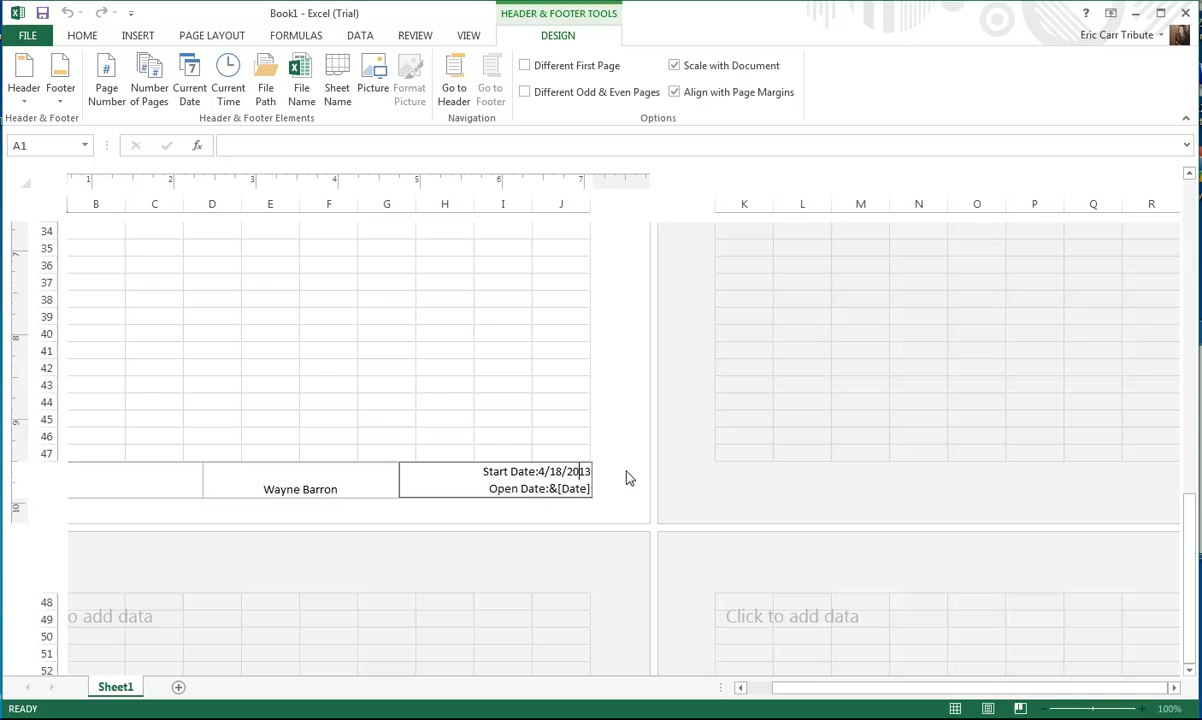 Book1 - Excel (Trial)
HEADER & FOOTER TOOLS
?
FILE HOME INSERT PAGE LAYOUT FORMULAS DATA REVIEW VIEW DESIGN
Eric Carr Tribute
Header
Footer
Page Number
Number of Pages
Current Date
Current Time
File Path
File Name
Sheet Name
Picture
Format Picture
Go to Header
Go to Footer
Different First Page
Different Odd & Even Pages
Scale with Document
Align with Page Margins
Header & Footer
Header & Footer Elements
Navigation
Options
A1
fx
1 2 3 4 5 6 7
B C D E F G H I J K L M N O P Q R
34
35
36
37
38
39
40
41
42
43
44
45
46
47
7
8
9
10
Wayne Barron
Start Date:4/18/2013
Open Date:&[Date]
48
49
50
51
52
o add data
Click to add data
Sheet1
READY
100%